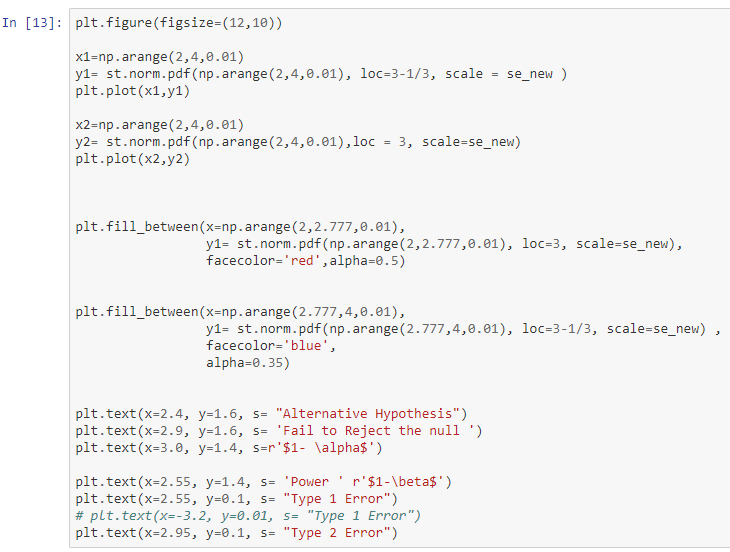 In [13]: plt.figure(figsize=(12,10))
x1=np.arange(2,4,0.01)
y1= st.norm.pdf(np.arange(2,4,0.01), loc=3-1/3, scale = se_new )
plt.plot(x1,y1)
x2=np.arange(2,4,0.01)
y2= st.norm.pdf(np.arange(2,4,0.01),loc = 3, scale=se_new)
plt.plot(x2,y2)
plt.fill_between(x=np.arange(2,2.777,0.01),
y1= st.norm.pdf(np.arange(2,2.777,0.01), loc=3, scale=se_new),
facecolor='red',alpha=0.5)
plt.fill_between(x=np.arange(2.777,4,0.01),
y1= st.norm.pdf(np.arange(2.777,4,0.01), loc=3-1/3, scale=se_new) ,
facecolor='blue',
alpha=0.35)
plt.text(x=2.4, y=1.6, s= "Alternative Hypothesis")
plt.text(x=2.9, y=1.6, s= 'Fail to Reject the null ')
plt.text(x=3.0, y=1.4, s=r'$1- \alpha$')
plt.text(x=2.55, y=1.4, s= 'Power ' r'$1-\beta$')
plt.text(x=2.55, y=0.1, s= "Type 1 Error")
# plt.text(x=-3.2, y=0.01, s= "Type 1 Error")
plt.text(x=2.95, y=0.1, s= "Type 2 Error")